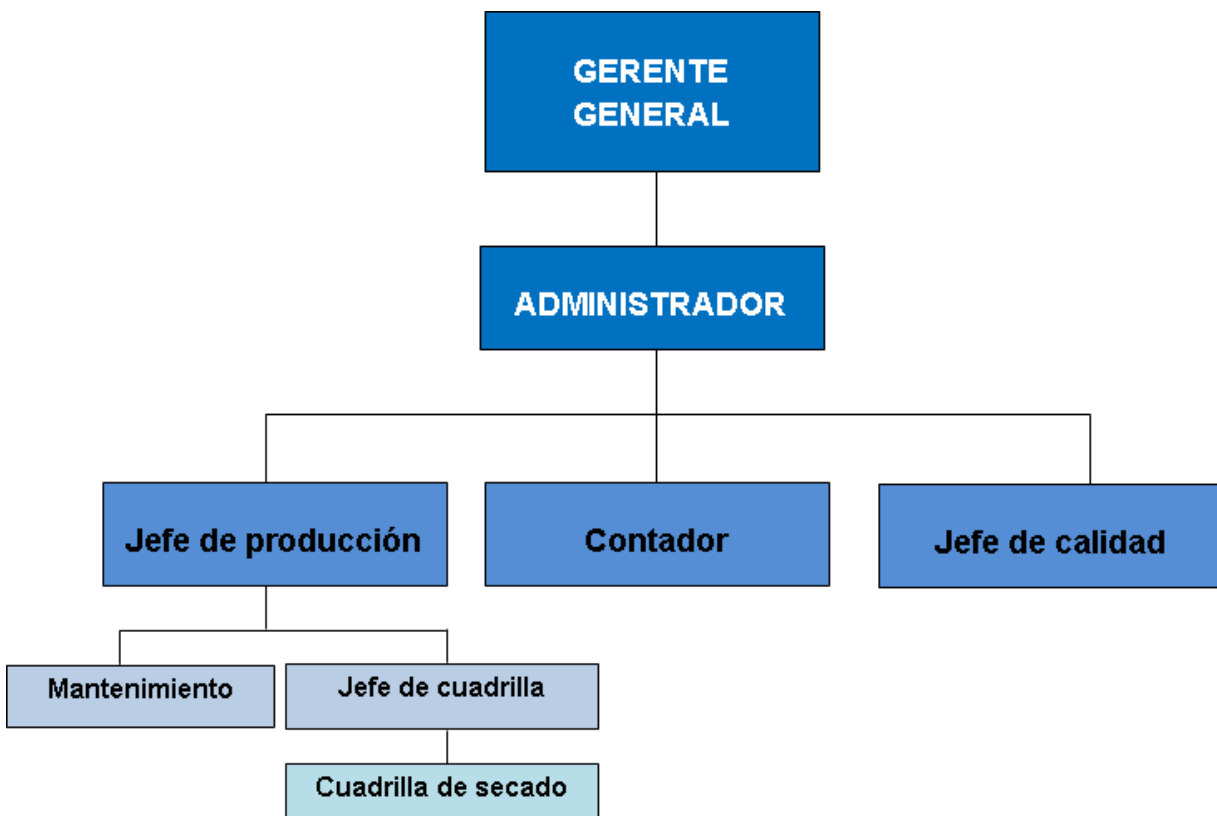 GERENTE
GENERAL
ADMINISTRADOR
Jefe de producción
Contador
Jefe de calidad
Mantenimiento
Jefe de cuadrilla
Cuadrilla de secado